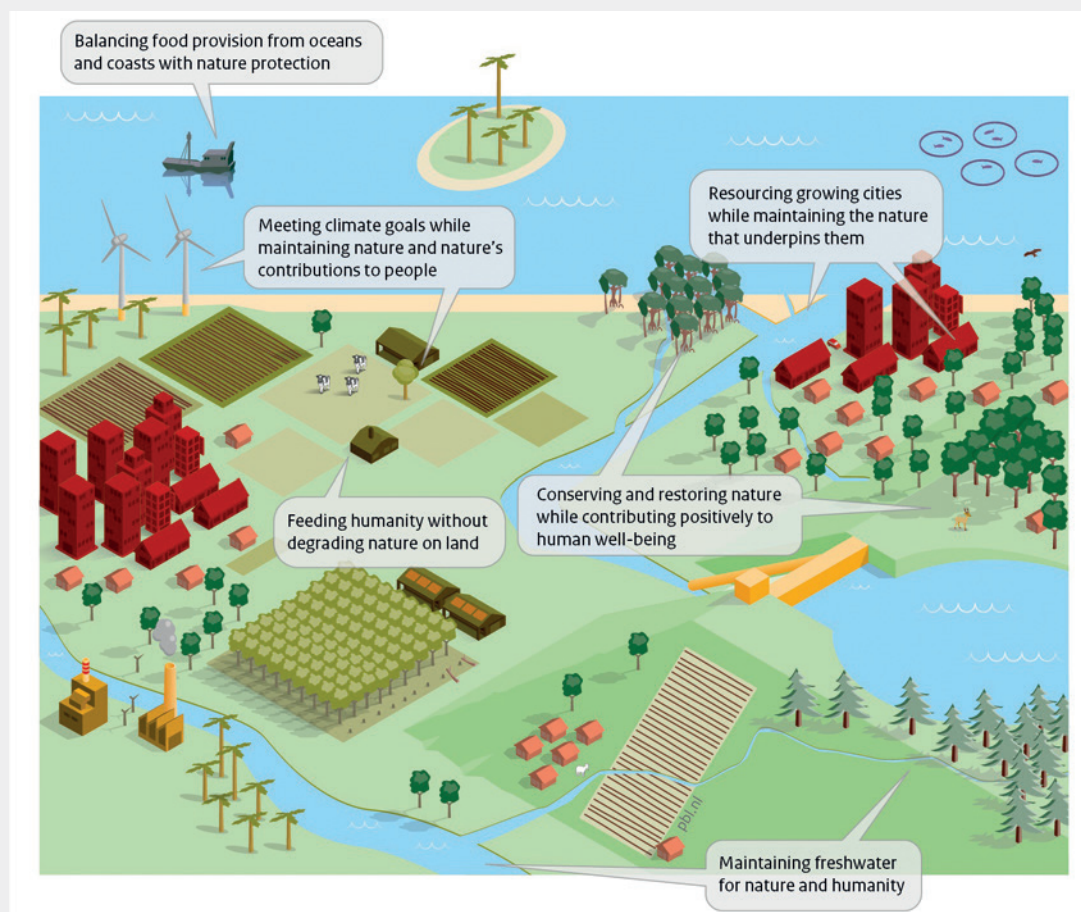 Balancing food provision from oceans
and coasts with nature protection
Meeting climate goals while
maintaining nature and nature's
contributions to people
Resourcing growing cities
while maintaining the nature
that underpins them
Feeding humanity without
degrading nature on land
Conserving and restoring nature
while contributing positively to
human well-being
pbl.nl
Maintaining freshwater
for nature and humanity